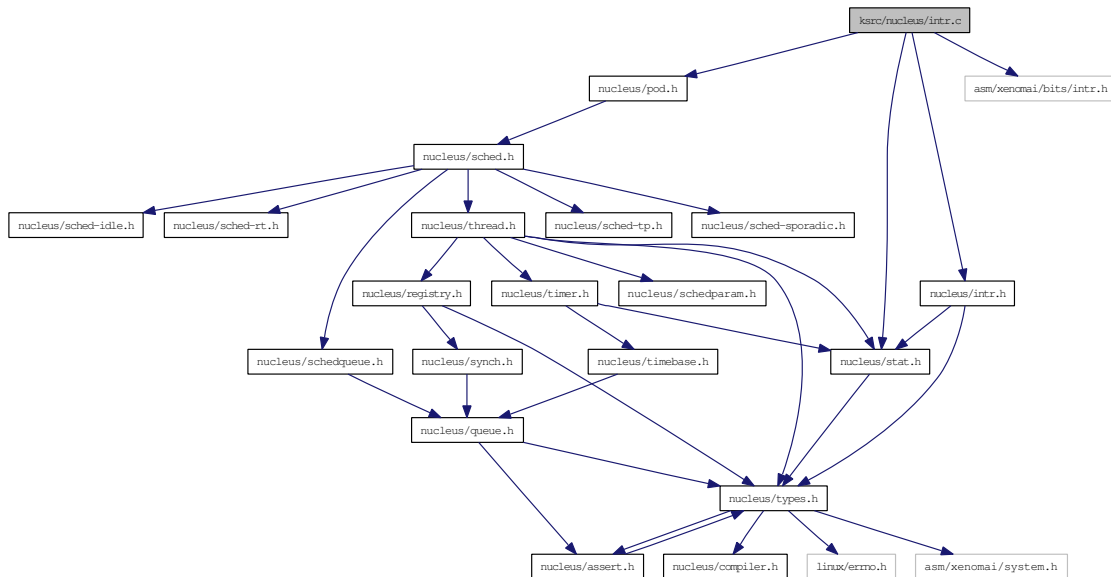 ksrc/nucleus/intr.c
nucleus/pod.h
asm/xenomai/bits/intr.h
nucleus/sched.h
nucleus/sched-idle.h
nucleus/sched-rt.h
nucleus/thread.h
nucleus/sched-tp.h
nucleus/sched-sporadic.h
nucleus/registry.h
nucleus/timer.h
nucleus/schedparam.h
nucleus/intr.h
nucleus/schedqueue.h
nucleus/synch.h
nucleus/timebase.h
nucleus/stat.h
nucleus/queue.h
nucleus/types.h
nucleus/assert.h
nucleus/compiler.h
linux/errno.h
asm/xenomai/system.h